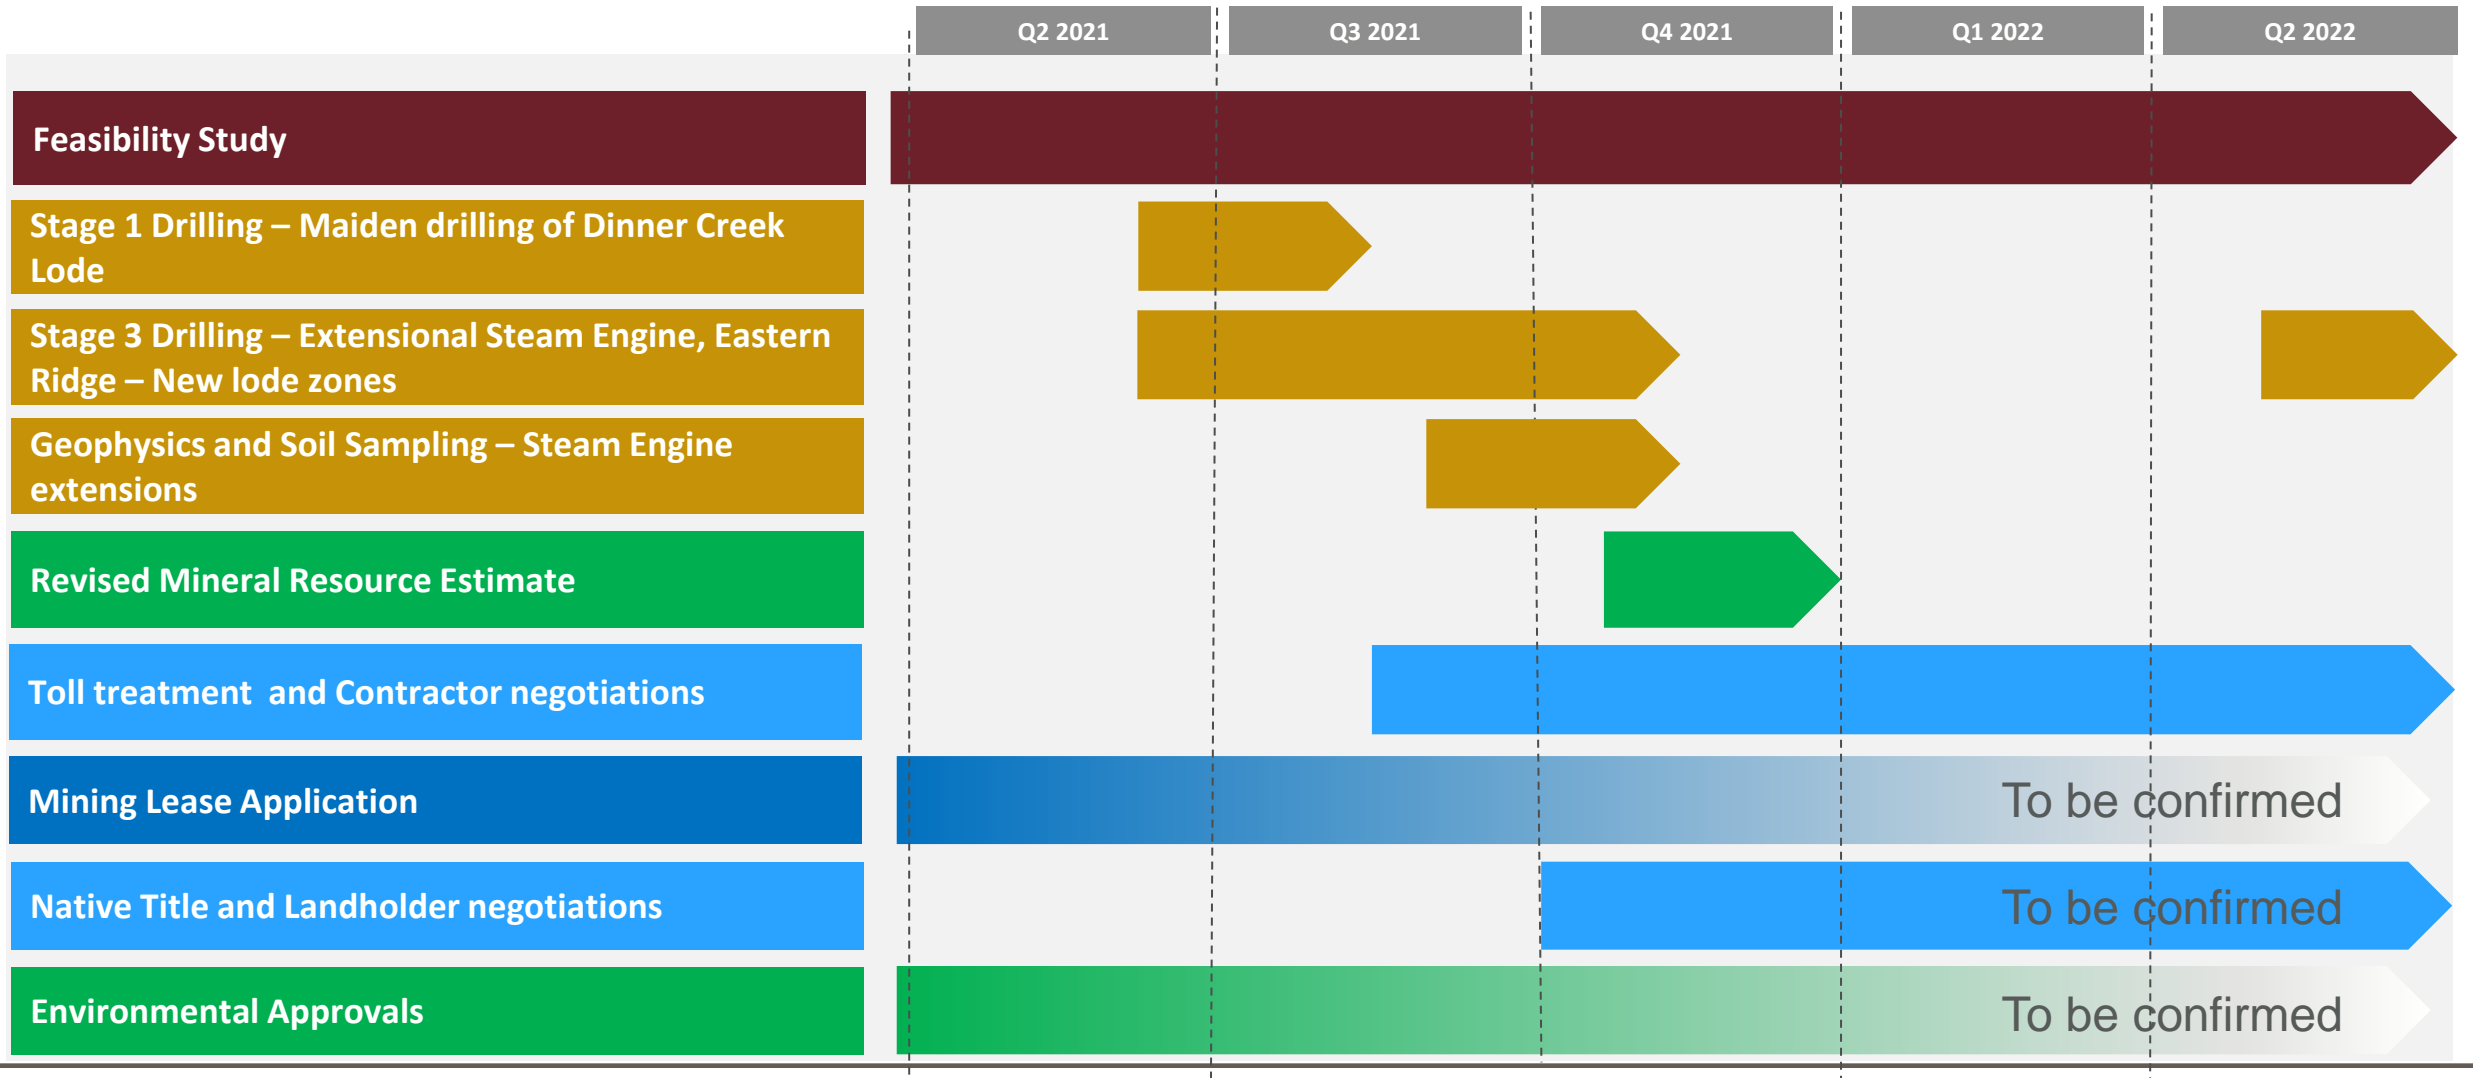 Q2 2021
Q3 2021
Q4 2021
Q1 2022
Q2 2022
Feasibility Study
Stage 1 Drilling – Maiden drilling of Dinner Creek
Lode
Stage 3 Drilling – Extensional Steam Engine, Eastern
Ridge – New lode zones
Geophysics and Soil Sampling – Steam Engine
extensions
Revised Mineral Resource Estimate
Toll treatment  and Contractor negotiations
Mining Lease Application
To be confirmed
Native Title and Landholder negotiations
To be confirmed
Environmental Approvals
To be confirmed